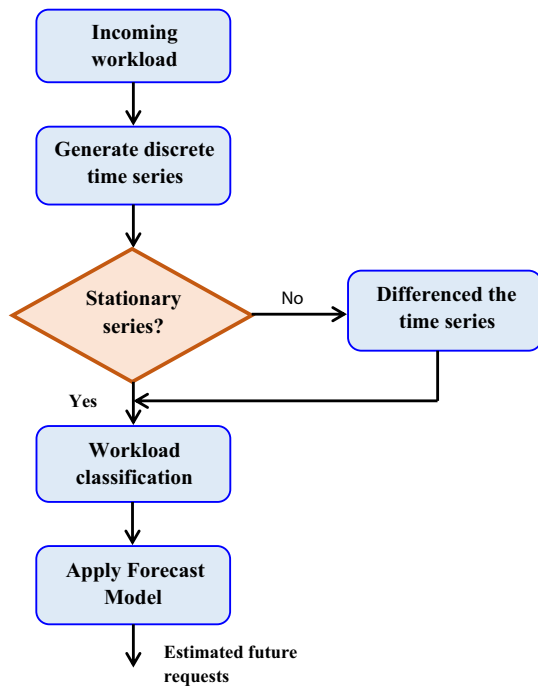 Incoming
workload
Generate discrete
time series
Stationary
series?
No
Differenced the
time series
Yes
Workload
classification
Apply Forecast
Model
Estimated future
requests